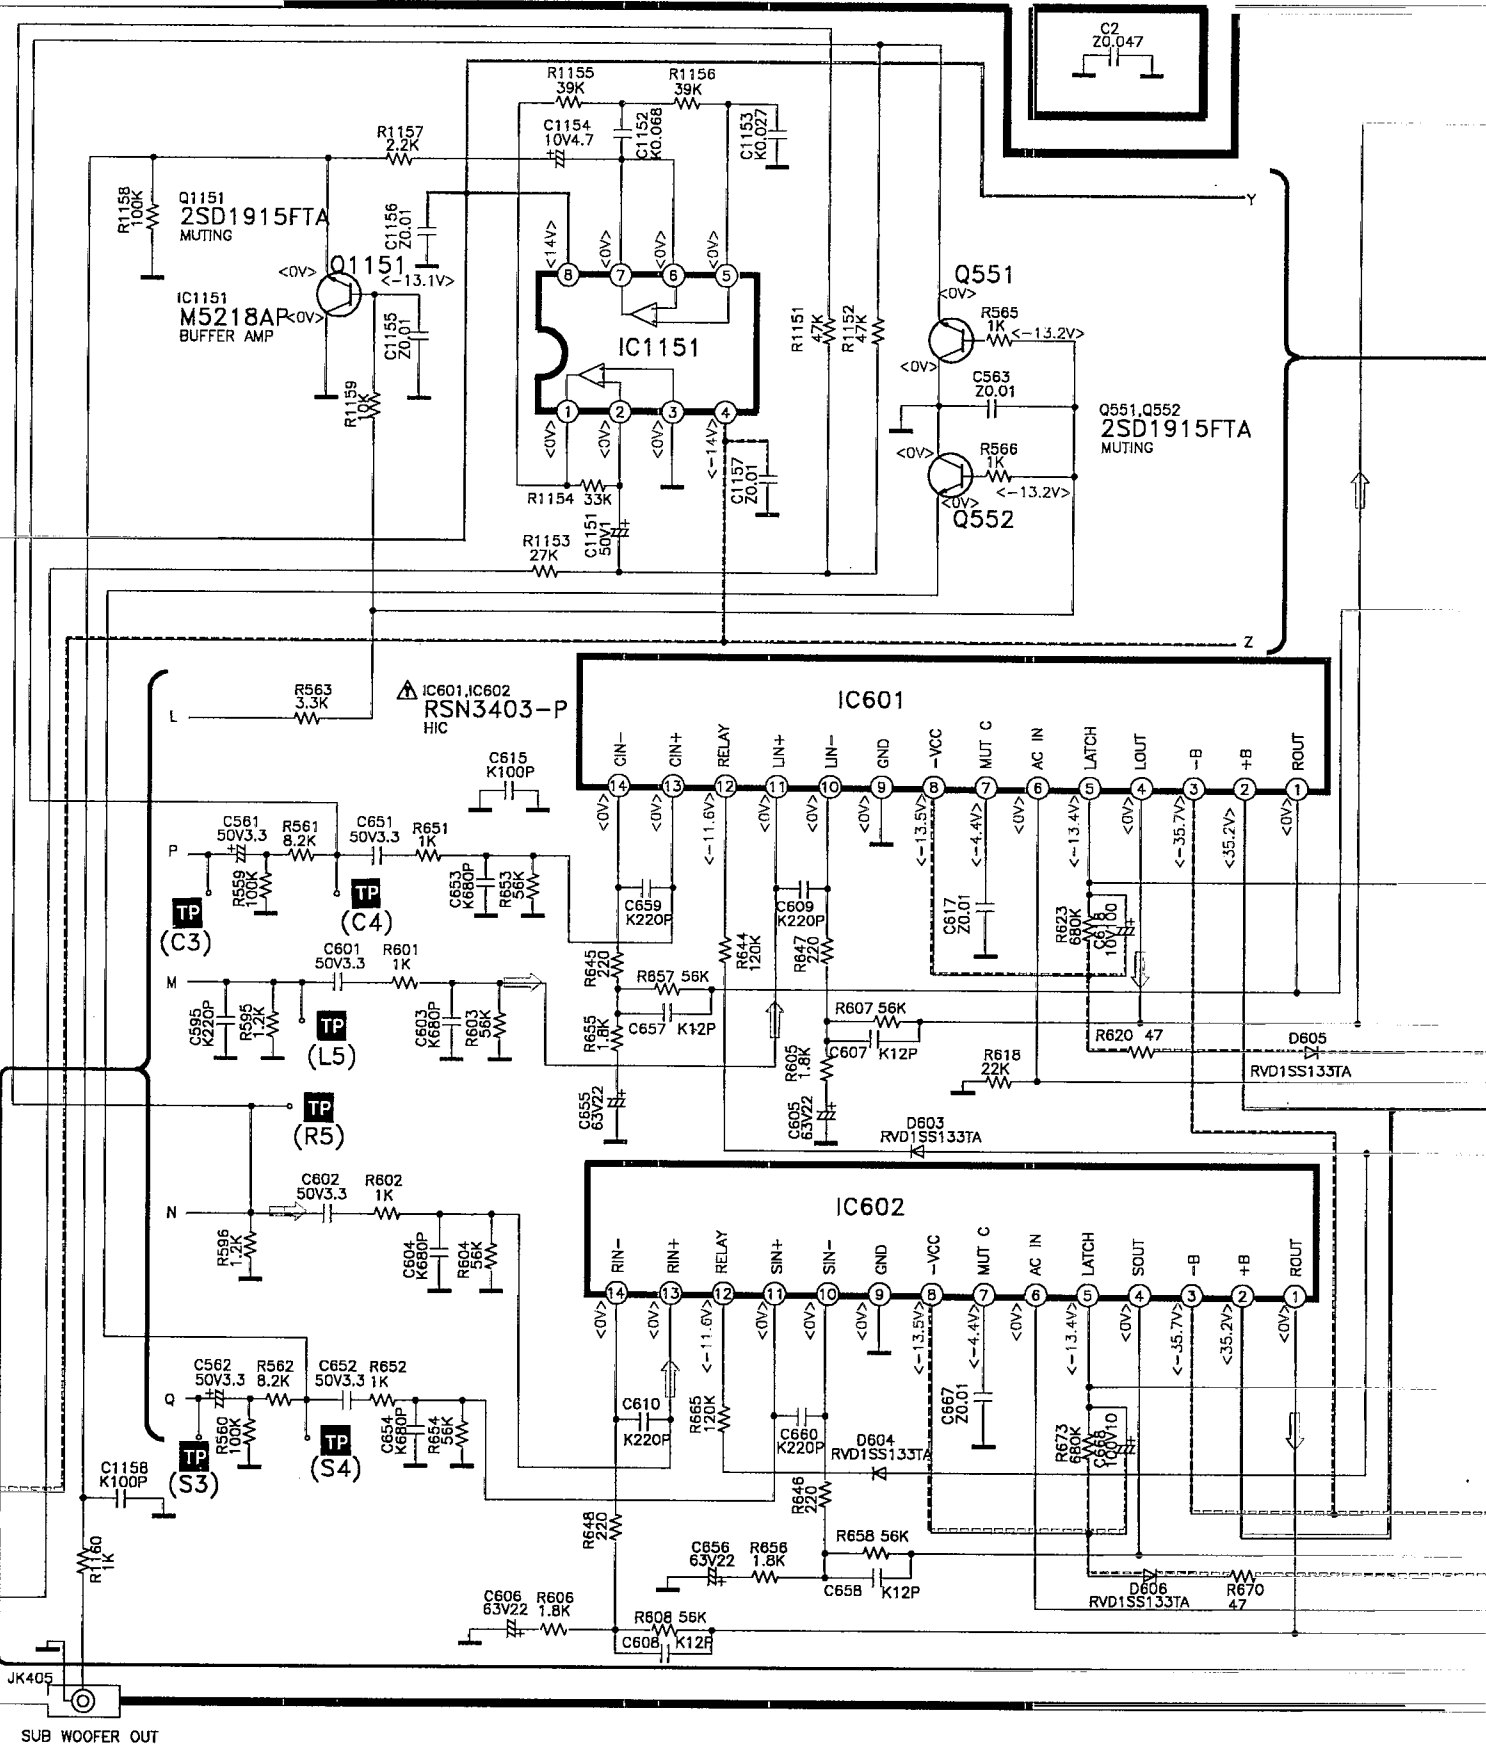 C2
Z0.047
R1155
39K
R1156
39K
C1154
10V4.7
C1152
K0.068
C1153
K0.027
R1157
2.2K
R1158
100K
Q1151
2SD1915FTA
MUTING
C1156
Z0.01
Y
<0V>
Q1151
<-13.1V>
IC1151
M5218AP
<0V>
BUFFER AMP
C1155
Z0.01
<14V>
<0V>
<0V>
<0V>
8
7
6
5
IC1151
1
2
3
4
<0V>
<0V>
<0V>
<-14V>
R1159
10K
R1151
47K
R1152
47K
Q551
<0V>
R565
1K
<-13.2V>
<0V>
C563
Z0.01
Q551,Q552
2SD1915FTA
MUTING
<0V>
R566
1K
<-13.2V>
<0V>
Q552
R1154
33K
C1157
Z0.01
C1151
50V1
R1153
27K
Z
L
R563
3.3K
IC601,IC602
RSN3403-P
HIC
C615
K100P
IC601
CIN-
CIN+
RELAY
LIN+
LIN-
GND
-VCC
MUT C
AC IN
LATCH
LOUT
-B
+B
ROUT
14
13
12
11
10
9
8
7
6
5
4
3
2
1
<0V>
<0V>
<-11.6V>
<0V>
<0V>
<0V>
<-13.5V>
<-4.4V>
<0V>
<-13.4V>
<0V>
<-35.7V>
<35.2V>
<0V>
P
C561
50V3.3
R561
8.2K
C651
50V3.3
R651
1K
R559
100K
C653
K680P
R653
56K
TP
(C3)
TP
(C4)
C659
K220P
C609
K220P
C617
Z0.01
R623
680K
C618
10V100
M
C601
50V3.3
R601
1K
C595
K220P
R595
1.2K
TP
(L5)
C603
K680P
R603
56K
R645
220
R644
120K
R647
220
R657 56K
C657
K12P
R655
1.8K
R607 56K
C607
K12P
R605
1.8K
R618
22K
R620 47
D605
RVD1SS133TA
C655
63V22
C605
63V22
TP
(R5)
D603
RVD1SS133TA
IC602
N
C602
50V3.3
R602
1K
R596
1.2K
C604
K680P
R604
56K
RIN-
RIN+
RELAY
SIN+
SIN-
GND
-VCC
MUT C
AC IN
LATCH
SOUT
-B
+B
ROUT
14
13
12
11
10
9
8
7
6
5
4
3
2
1
<0V>
<0V>
<-11.6V>
<0V>
<0V>
<0V>
<-13.5V>
<-4.4V>
<0V>
<-13.4V>
<0V>
<-35.7V>
<35.2V>
<0V>
Q
C562
50V3.3
R562
8.2K
C652
50V3.3
R652
1K
R560
100K
C654
K680P
R654
56K
TP
(S3)
TP
(S4)
C610
K220P
R665
120K
C660
K220P
C667
Z0.01
D604
RVD1SS133TA
R673
680K
C668
100V10
C1158
K100P
R646
220
R648
220
R1160
1K
C656
63V22
R656
1.8K
R658 56K
C658
K12P
D606
RVD1SS133TA
R670
47
C606
63V22
R606
1.8K
R608 56K
C608
K12P
JK405
SUB WOOFER OUT